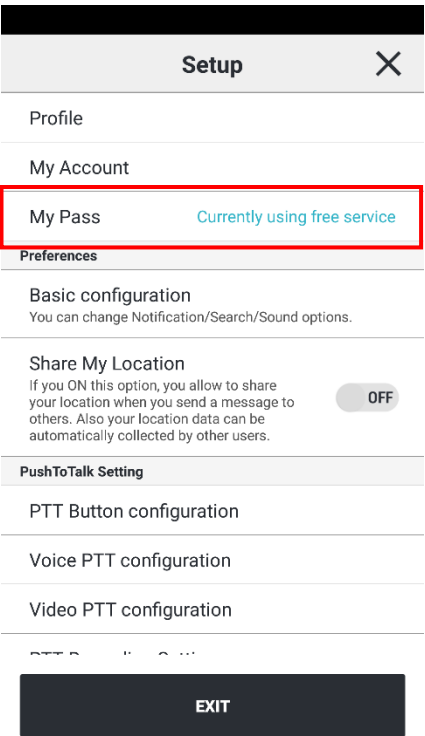 Setup
Profile
My Account
My Pass Currently using free service
Preferences
Basic configuration
You can change Notification/Search/Sound options.
Share My Location
If you ON this option, you allow to share
your location when you send a message to
others. Also your location data can be
automatically collected by other users.
OFF
PushToTalk Setting
PTT Button configuration
Voice PTT configuration
Video PTT configuration
EXIT